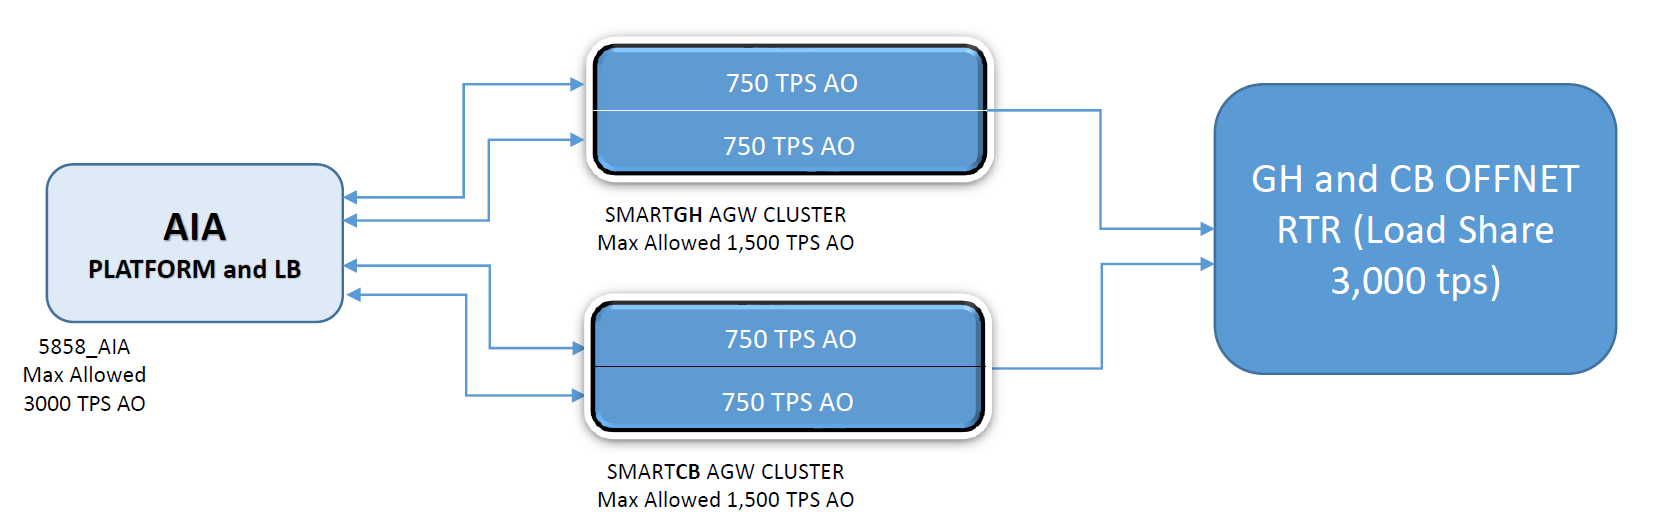 AIA
PLATFORM and LB
5858_AIA
Max Allowed
3000 TPS AO
750 TPS AO
750 TPS AO
SMARTGH AGW CLUSTER
Max Allowed 1,500 TPS AO
750 TPS AO
750 TPS AO
SMARTCB AGW CLUSTER
Max Allowed 1,500 TPS AO
GH and CB OFFNET
RTR (Load Share
3,000 tps)